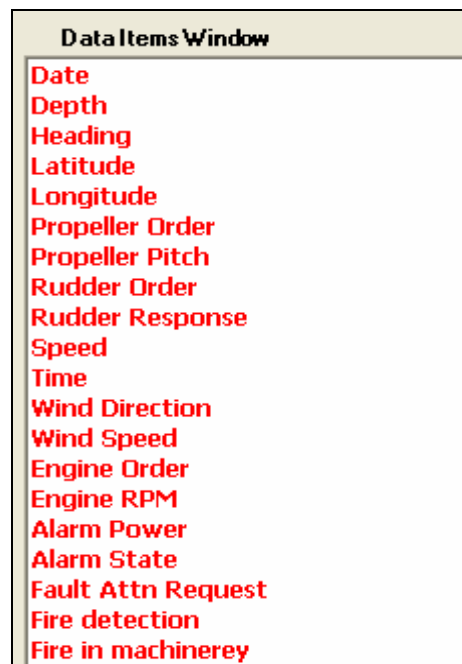 Data Items Window
Date
Depth
Heading
Latitude
Longitude
Propeller Order
Propeller Pitch
Rudder Order
Rudder Response
Speed
Time
Wind Direction
Wind Speed
Engine Order
Engine RPM
Alarm Power
Alarm State
Fault Attn Request
Fire detection
Fire in machinerey